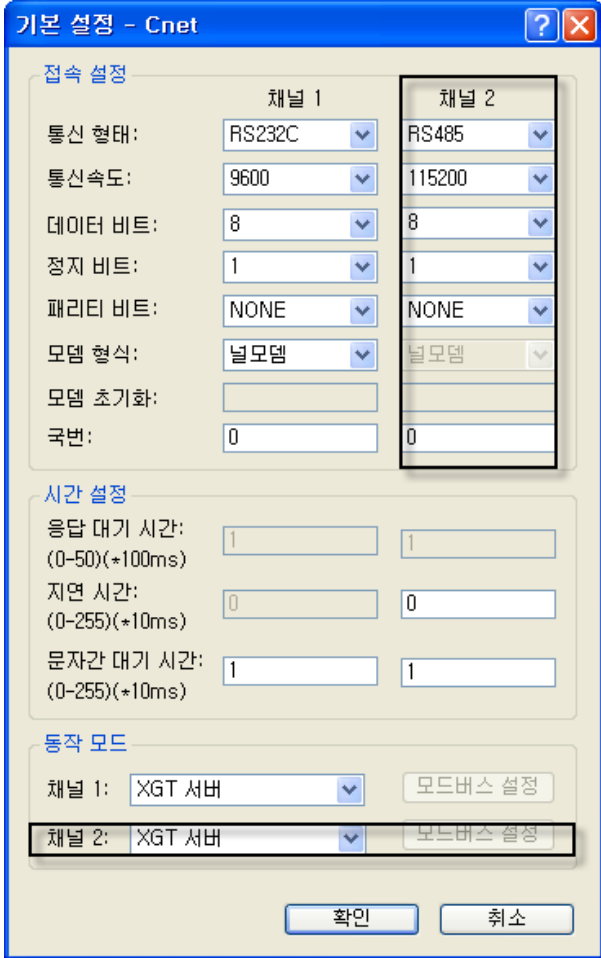 기본 설정 - Cnet
접속 설정
채널 1 채널 2
통신 형태: RS232C RS485
통신속도: 9600 115200
데이터 비트: 8 8
정지 비트: 1 1
패리티 비트: NONE NONE
모뎀 형식: 널모뎀 널모뎀
모뎀 초기화:
국번: 0 0
시간 설정
응답 대기 시간: 1 1
(0-50)(*100ms)
지연 시간: 0 0
(0-255)(*10ms)
문자간 대기 시간: 1 1
(0-255)(*10ms)
동작 모드
채널 1: XGT 서버 모드버스 설정
채널 2: XGT 서버 모드버스 설정
확인 취소